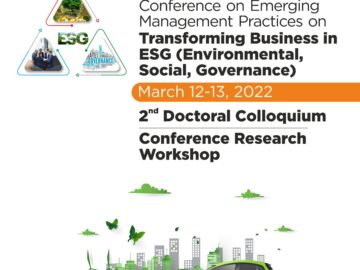 Conference on Emerging
Management Practices on
Transforming Business in
ESG (Environmental,
Social, Governance)
March 12-13, 2022
2nd Doctoral Colloquium
Conference Research
Workshop
ESG
GOVERNANCE